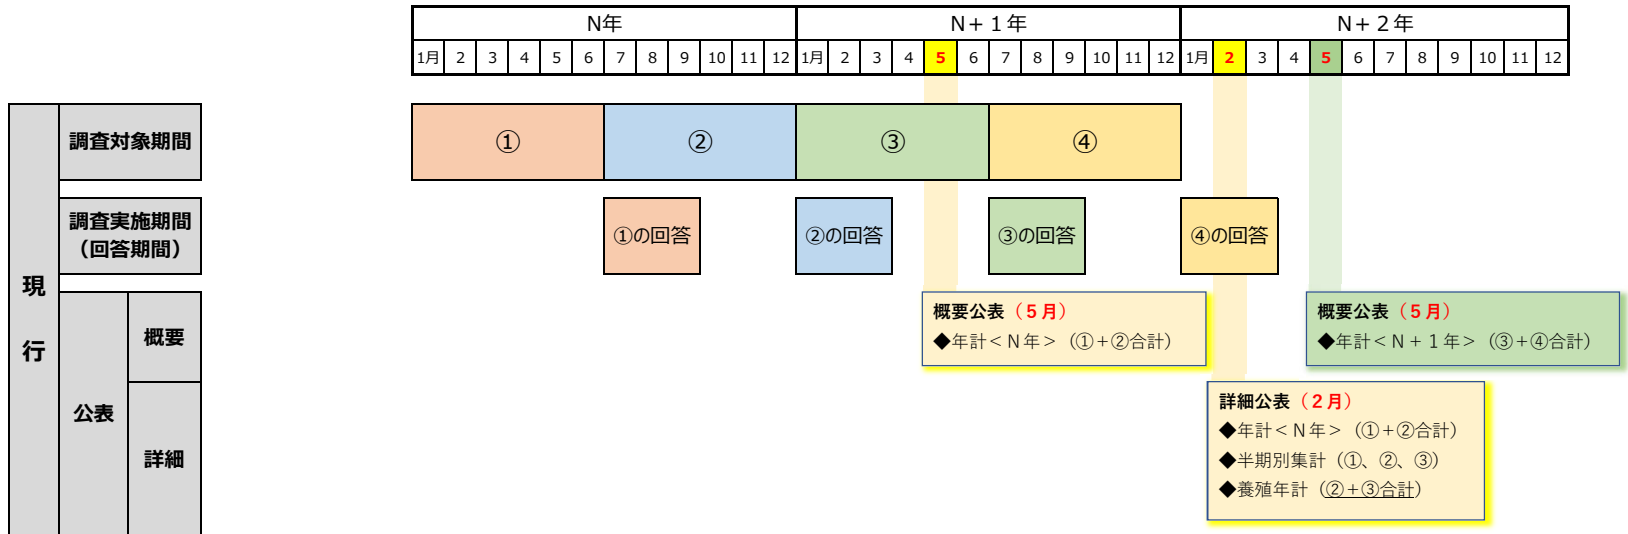 N年 N＋１年 N＋２年
1月 2 3 4 5 6 7 8 9 10 11 12 1月 2 3 4 5 6 7 8 9 10 11 12 1月 2 3 4 5 6 7 8 9 10 11 12
現行
調査対象期間
① ② ③ ④
調査実施期間
（回答期間）
①の回答 ②の回答 ③の回答 ④の回答
公表
概要
概要公表（５月）
◆年計＜Ｎ年＞（①＋②合計）
概要公表（５月）
◆年計＜Ｎ＋１年＞（③＋④合計）
詳細
詳細公表（２月）
◆年計＜Ｎ年＞（①＋②合計）
◆半期別集計（①、②、③）
◆養殖年計（②＋③合計）